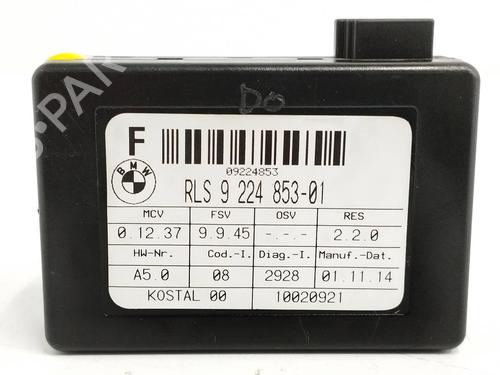 DO
F
09224853
BMW
RLS 9 224 853-01
MCV FSV OSV RES
0.12.37 9.9.45 -.-.- 2.2.0
HW-Nr. Cod.-I. Diag.-I. Manuf.-Dat.
A5.0 08 2928 01.11.14
KOSTAL 00 10020921